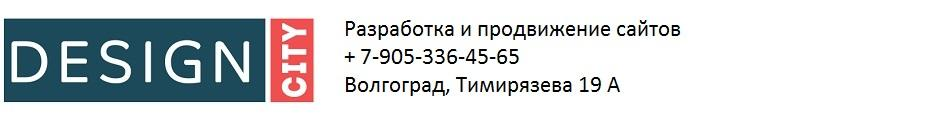 DESIGN CITY
Разработка и продвижение сайтов
+ 7-905-336-45-65
Волгоград, Тимирязева 19 А